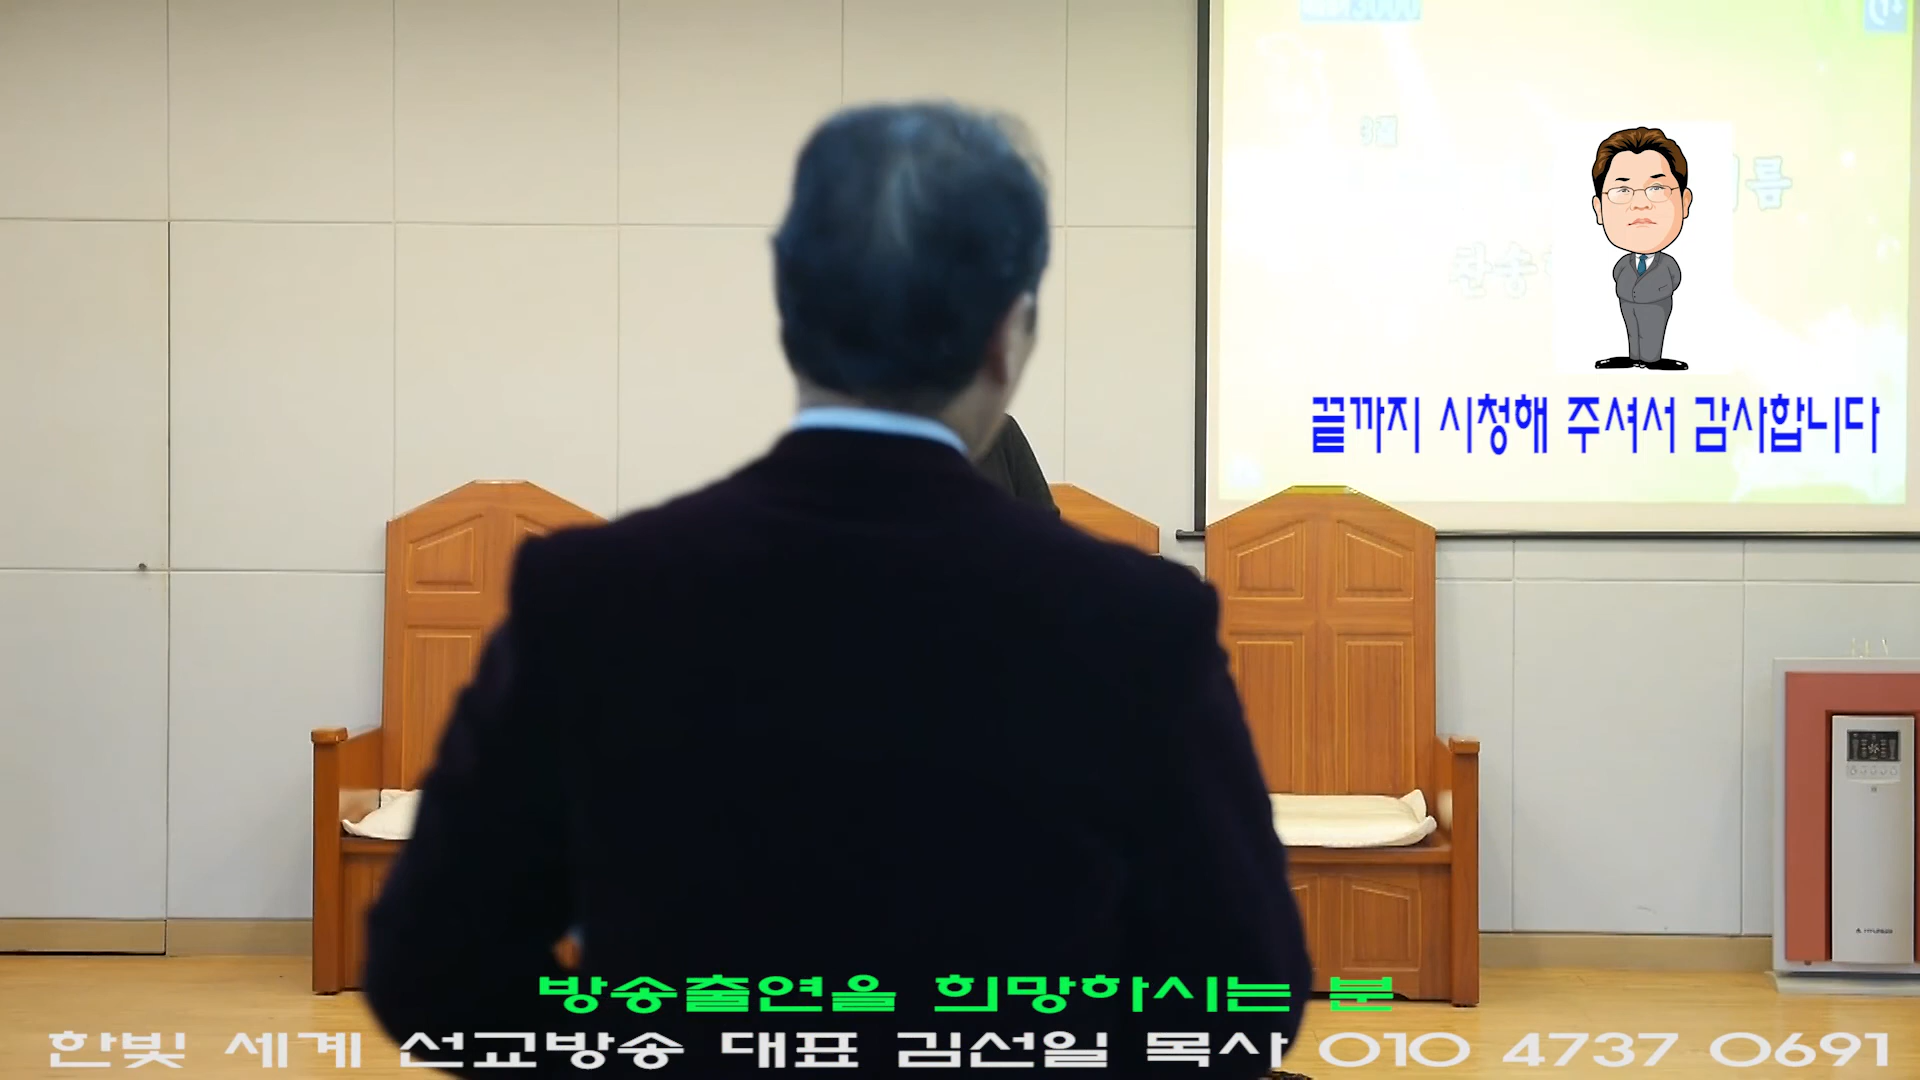 끝까지 시청해 주셔서 감사합니다
방송출연을 희망하시는 분
한빛 세계 선교방송 대표 김선일 목사 010 4737 0691